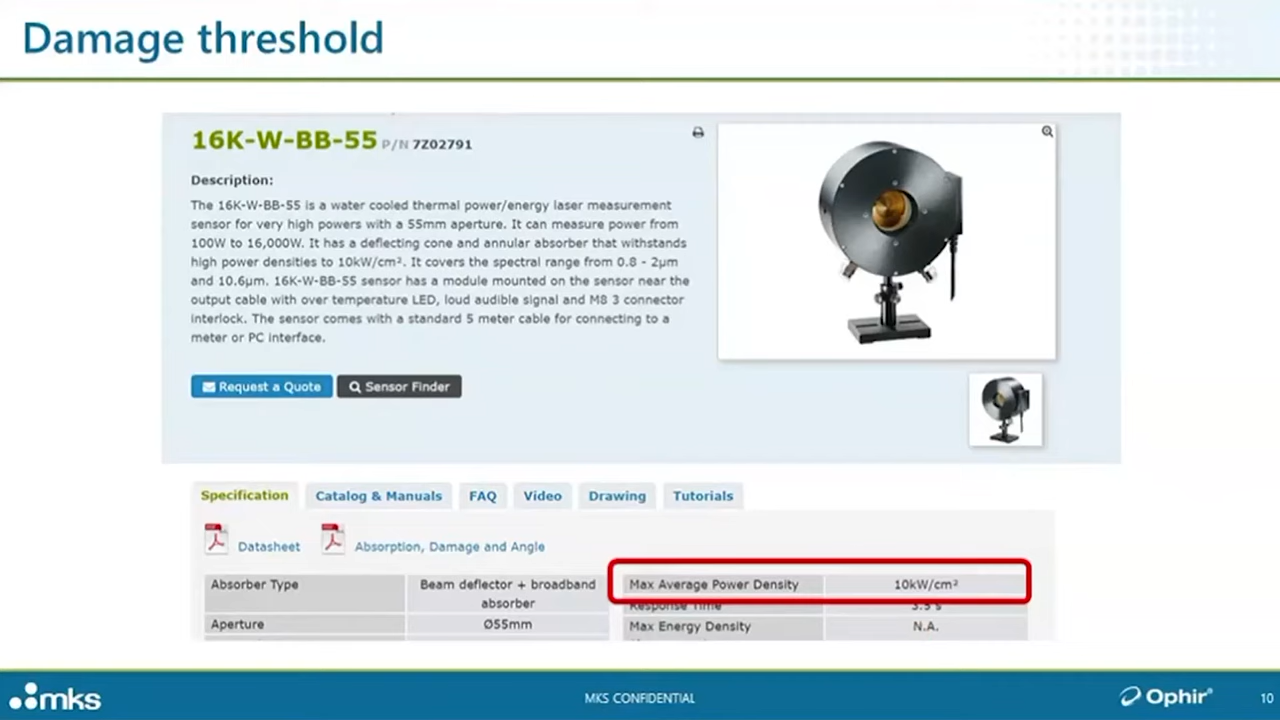 Damage threshold
16K-W-BB-55 P/N 7Z02791
Description:
The 16K-W-BB-55 is a water cooled thermal power/energy laser measurement
sensor for very high powers with a 55mm aperture. It can measure power from
100W to 16,000W. It has a deflecting cone and annular absorber that withstands
high power densities to 10kW/cm². It covers the spectral range from 0.8 - 2µm
and 10.6µm. 16K-W-BB-55 sensor has a module mounted on the sensor near the
output cable with over temperature LED, loud audible signal and M8 3 connector
interlock. The sensor comes with a standard 5 meter cable for connecting to a
meter or PC interface.
Request a Quote Sensor Finder
Specification Catalog & Manuals FAQ Video Drawing Tutorials
Datasheet Absorption, Damage and Angle
Absorber Type Beam deflector + broadband Max Average Power Density 10kW/cm²
absorber Response Time 3.5 s
Aperture Ø55mm Max Energy Density N.A.
mks MKS CONFIDENTIAL Ophir® 10